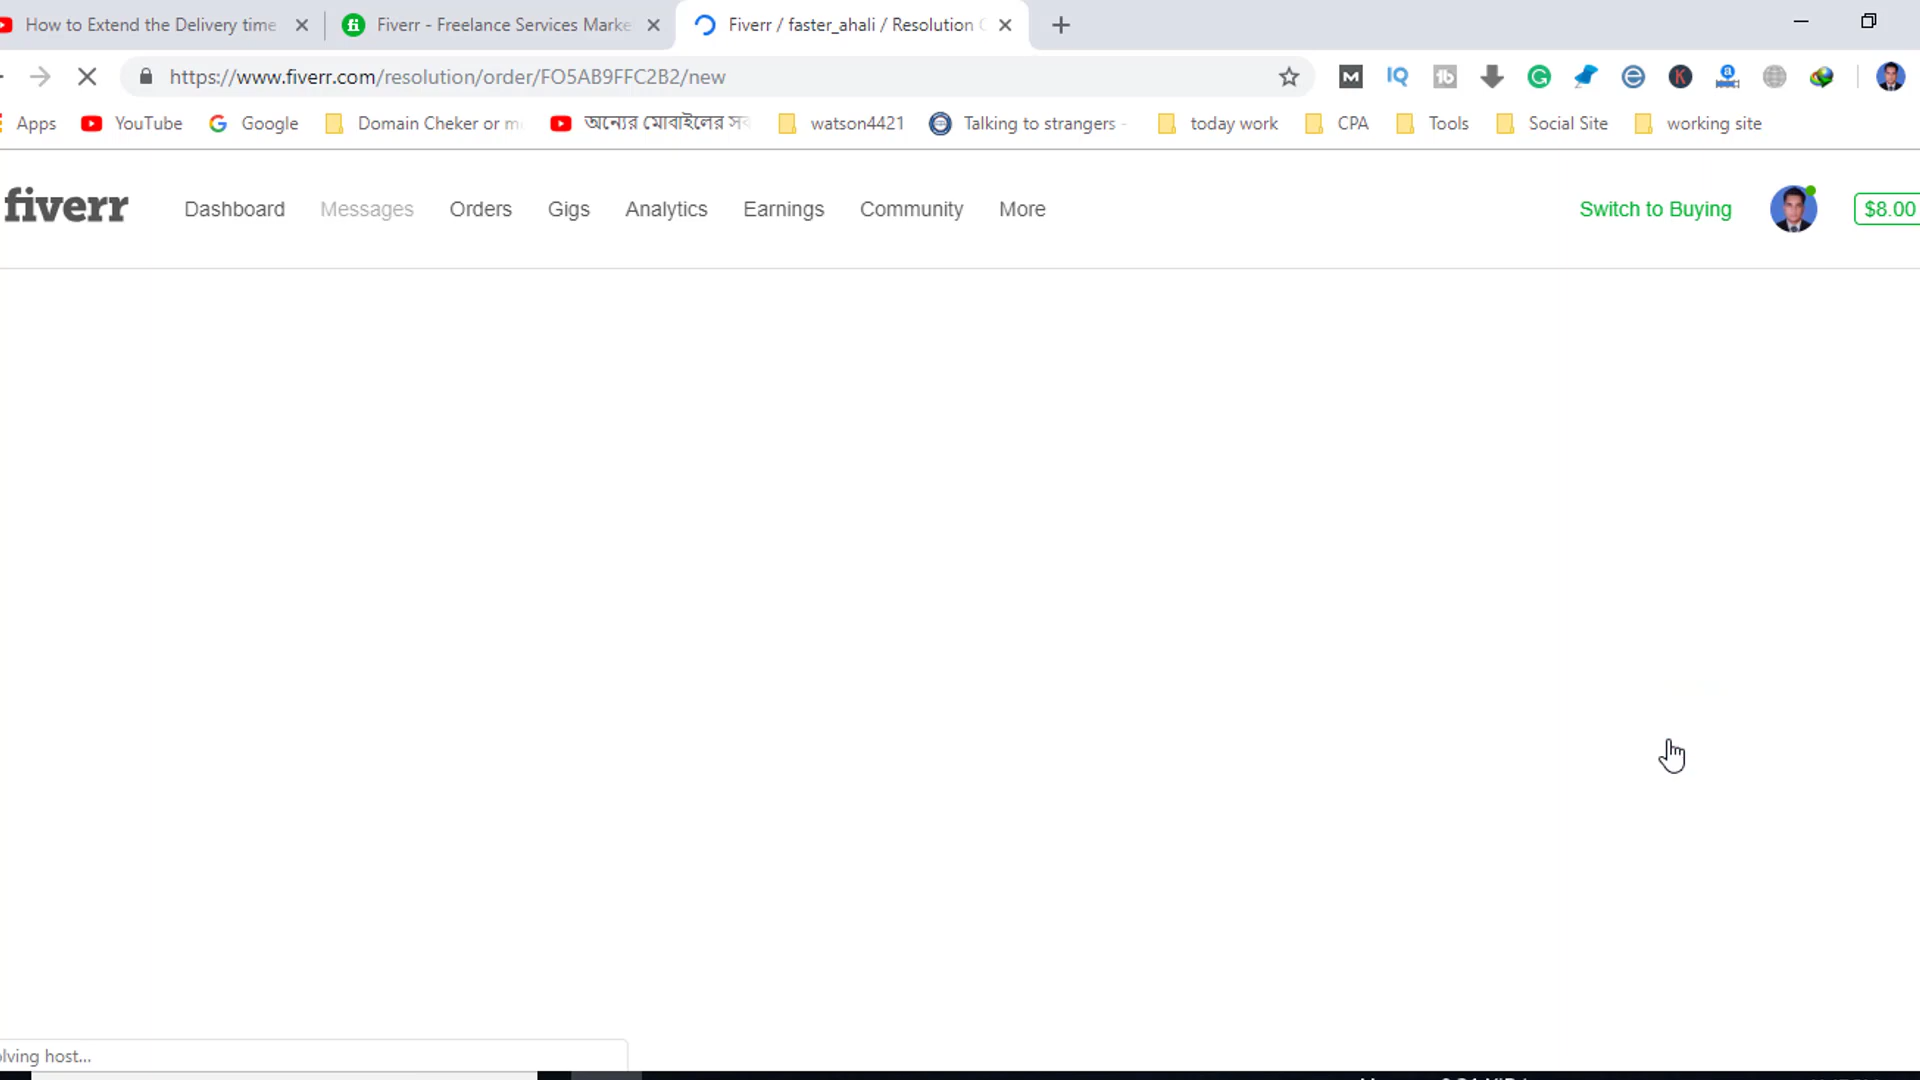 How to Extend the Delivery time
Fiverr - Freelance Services Marke
Fiverr / faster_ahali / Resolution C
https://www.fiverr.com/resolution/order/FO5AB9FFC2B2/new
Apps YouTube Google Domain Cheker or m অন্যের মোবাইলের সব watson4421 Talking to strangers - today work CPA Tools Social Site working site
fiverr Dashboard Messages Orders Gigs Analytics Earnings Community More Switch to Buying $8.00
olving host...